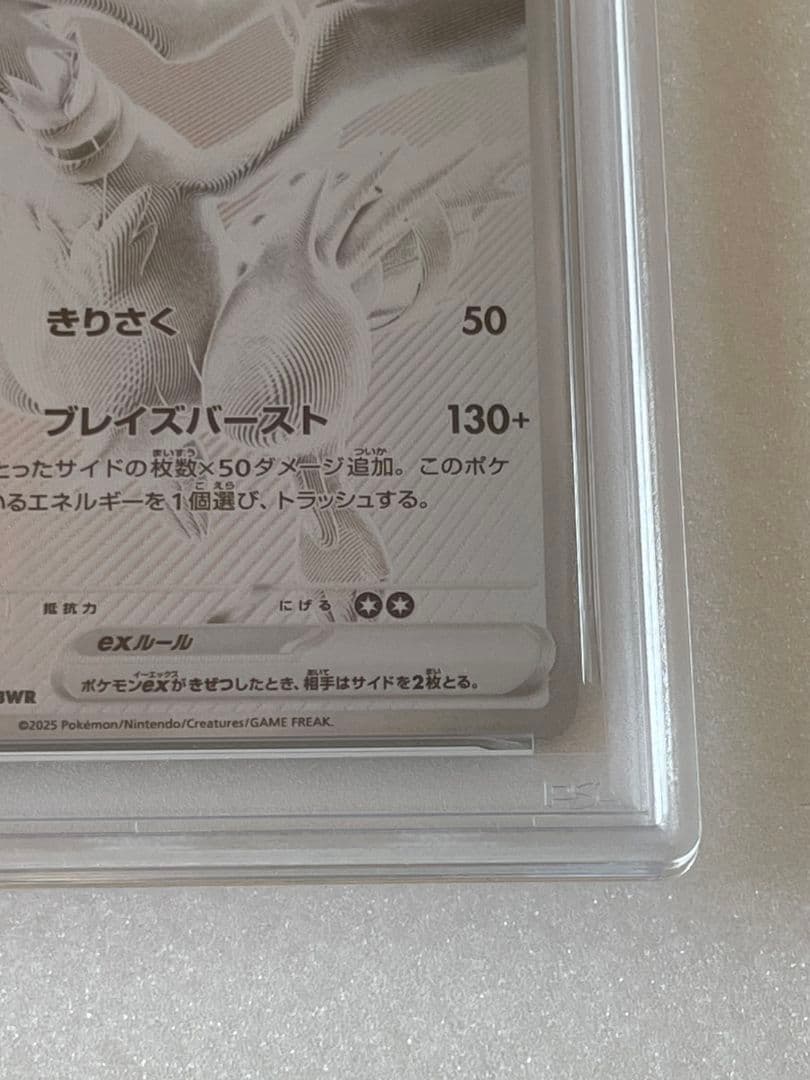 きりさく 50
ブレイズバースト 130+
とったサイドの枚数×50ダメージ追加。このポケ
いるエネルギーを1個選び、トラッシュする。
抵抗力 にげる
exルール
ポケモンexがきぜつしたとき、相手はサイドを2枚とる。
BWR
©2025 Pokémon/Nintendo/Creatures/GAME FREAK.